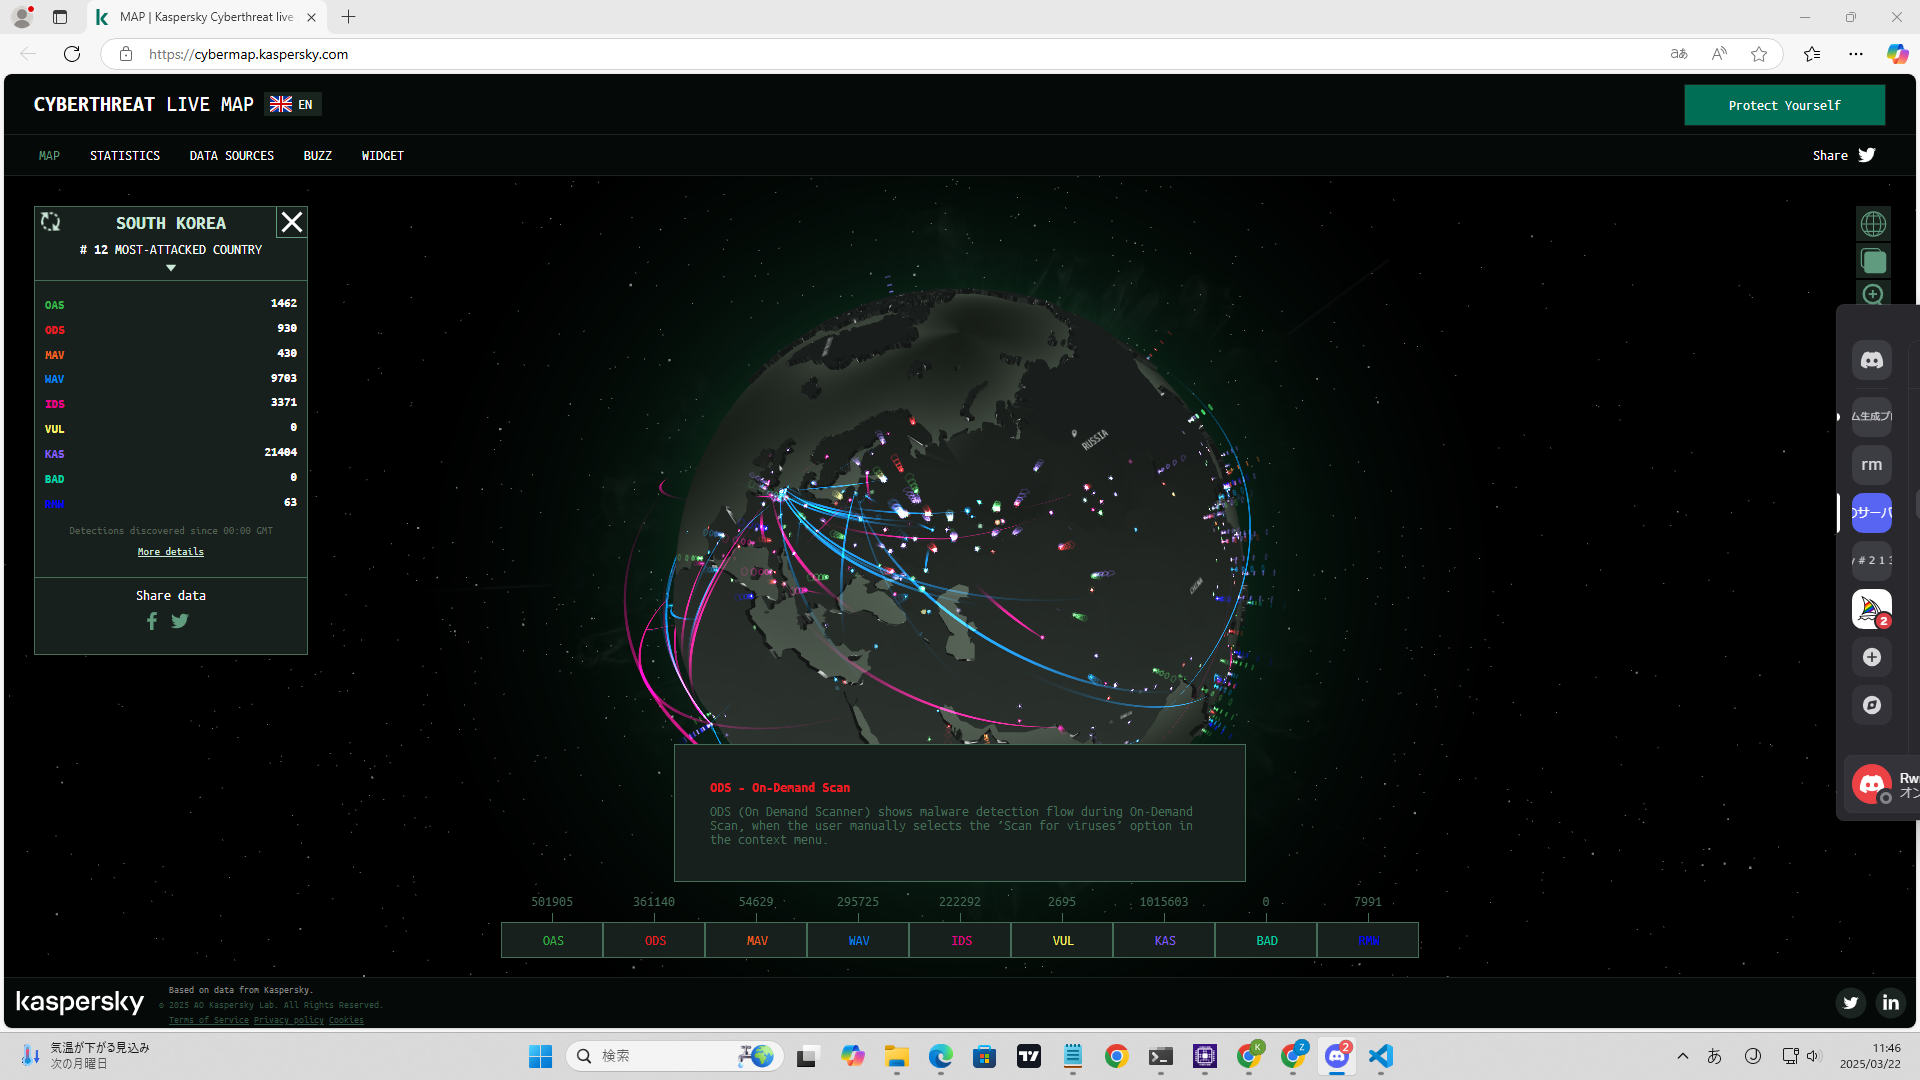 MAP | Kaspersky Cyberthreat live
https://cybermap.kaspersky.com
aあ
CYBERTHREAT LIVE MAP
EN
Protect Yourself
MAP
STATISTICS
DATA SOURCES
BUZZ
WIDGET
Share
SOUTH KOREA
# 12 MOST-ATTACKED COUNTRY
OAS 1462
ODS 930
MAV 430
WAV 9703
IDS 3371
VUL 0
KAS 21404
BAD 0
RMW 63
Detections discovered since 00:00 GMT
More details
Share data
RUSSIA
ム生成プ
rm
のサーバ
y # 2 1 3
2
Rw
オン
ODS - On-Demand Scan
ODS (On Demand Scanner) shows malware detection flow during On-Demand
Scan, when the user manually selects the 'Scan for viruses' option in
the context menu.
501905
361140
54629
295725
222292
2695
1015603
0
7991
OAS
ODS
MAV
WAV
IDS
VUL
KAS
BAD
RMW
kaspersky
Based on data from Kaspersky.
© 2025 AO Kaspersky Lab. All Rights Reserved.
Terms of Service Privacy policy Cookies
気温が下がる見込み
次の月曜日
検索
K
Z
2
あ
11:46
2025/03/22